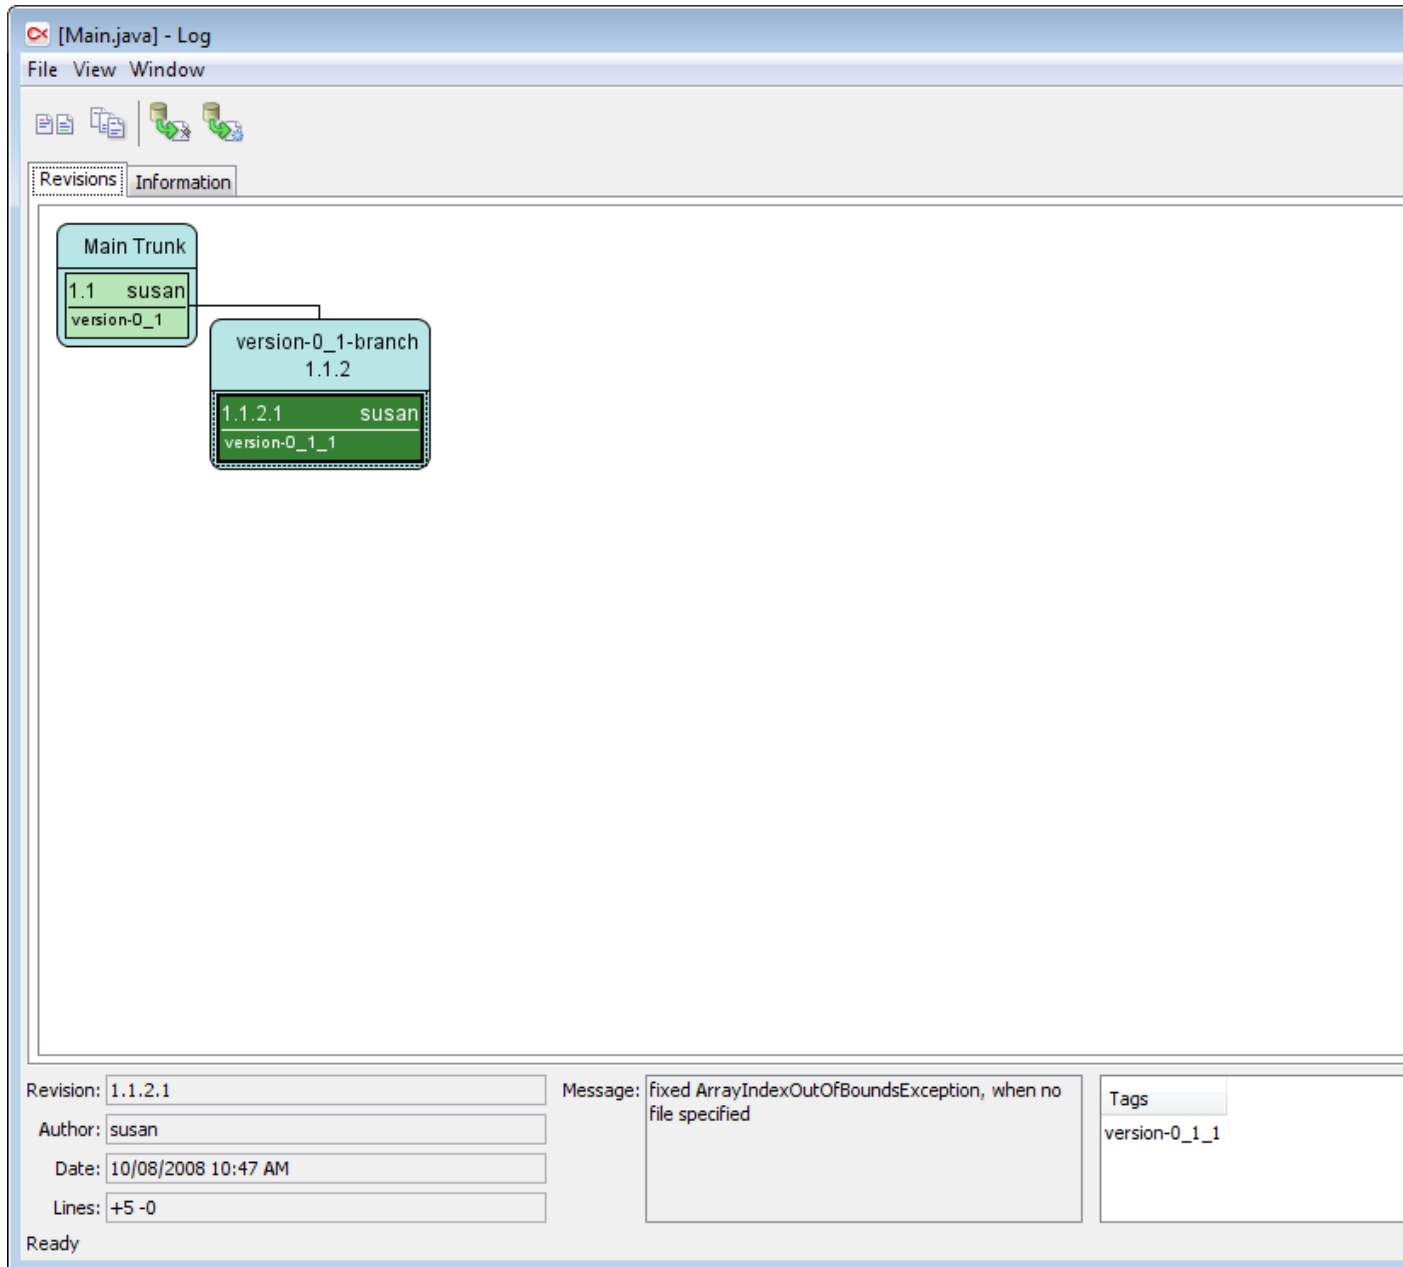 [Main.java] - Log
File View Window
Revisions Information
Main Trunk
1.1 susan
version-0_1
version-0_1-branch
1.1.2
1.1.2.1 susan
version-0_1_1
Revision: 1.1.2.1
Author: susan
Date: 10/08/2008 10:47 AM
Lines: +5 -0
Message: fixed ArrayIndexOutOfBoundsException, when no
file specified
Tags
version-0_1_1
Ready